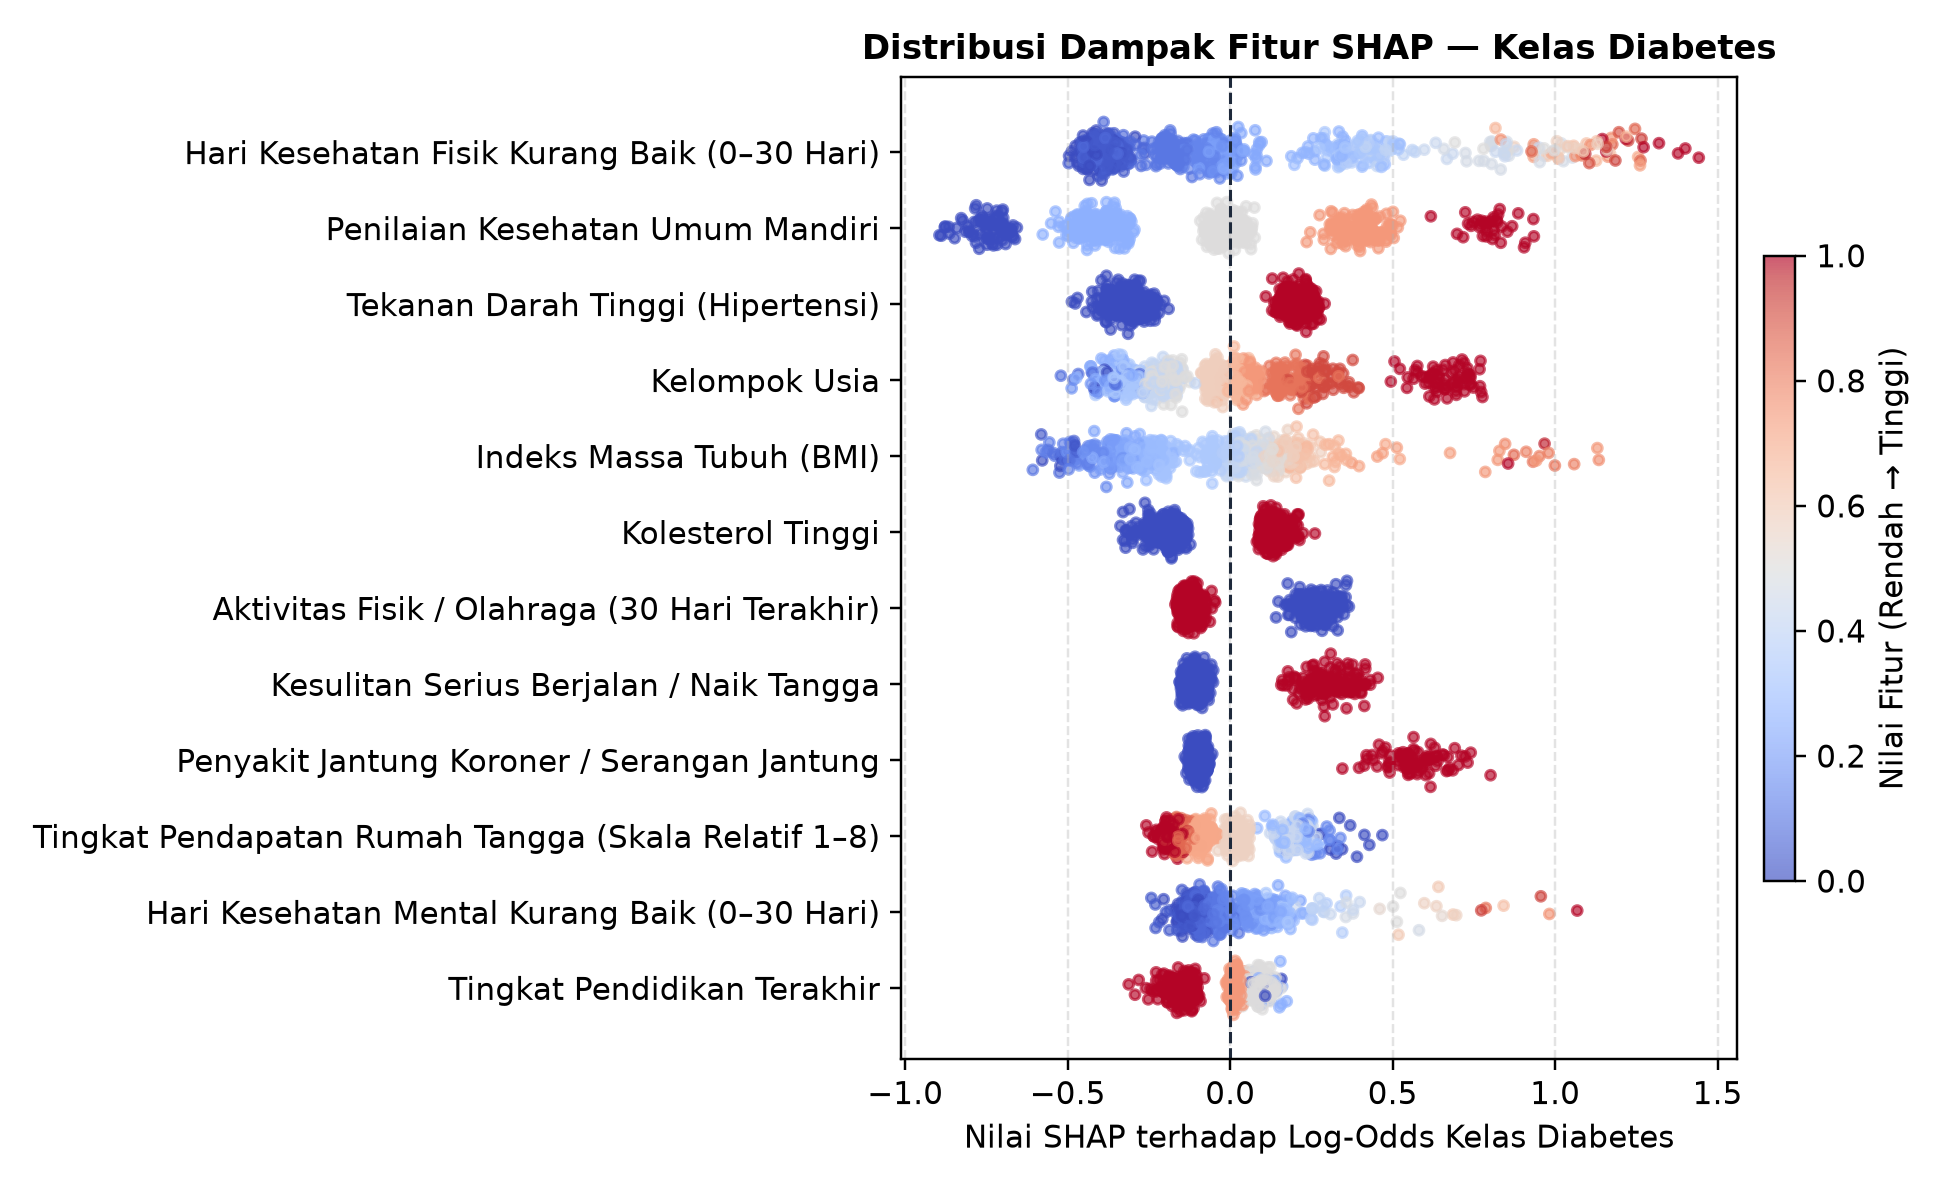 Distribusi Dampak Fitur SHAP — Kelas Diabetes
Hari Kesehatan Fisik Kurang Baik (0–30 Hari)
Penilaian Kesehatan Umum Mandiri
Tekanan Darah Tinggi (Hipertensi)
Kelompok Usia
Indeks Massa Tubuh (BMI)
Kolesterol Tinggi
Aktivitas Fisik / Olahraga (30 Hari Terakhir)
Kesulitan Serius Berjalan / Naik Tangga
Penyakit Jantung Koroner / Serangan Jantung
Tingkat Pendapatan Rumah Tangga (Skala Relatif 1–8)
Hari Kesehatan Mental Kurang Baik (0–30 Hari)
Tingkat Pendidikan Terakhir
−1.0 −0.5 0.0 0.5 1.0 1.5
Nilai SHAP terhadap Log-Odds Kelas Diabetes
1.0
0.8
0.6
0.4
0.2
0.0
Nilai Fitur (Rendah → Tinggi)